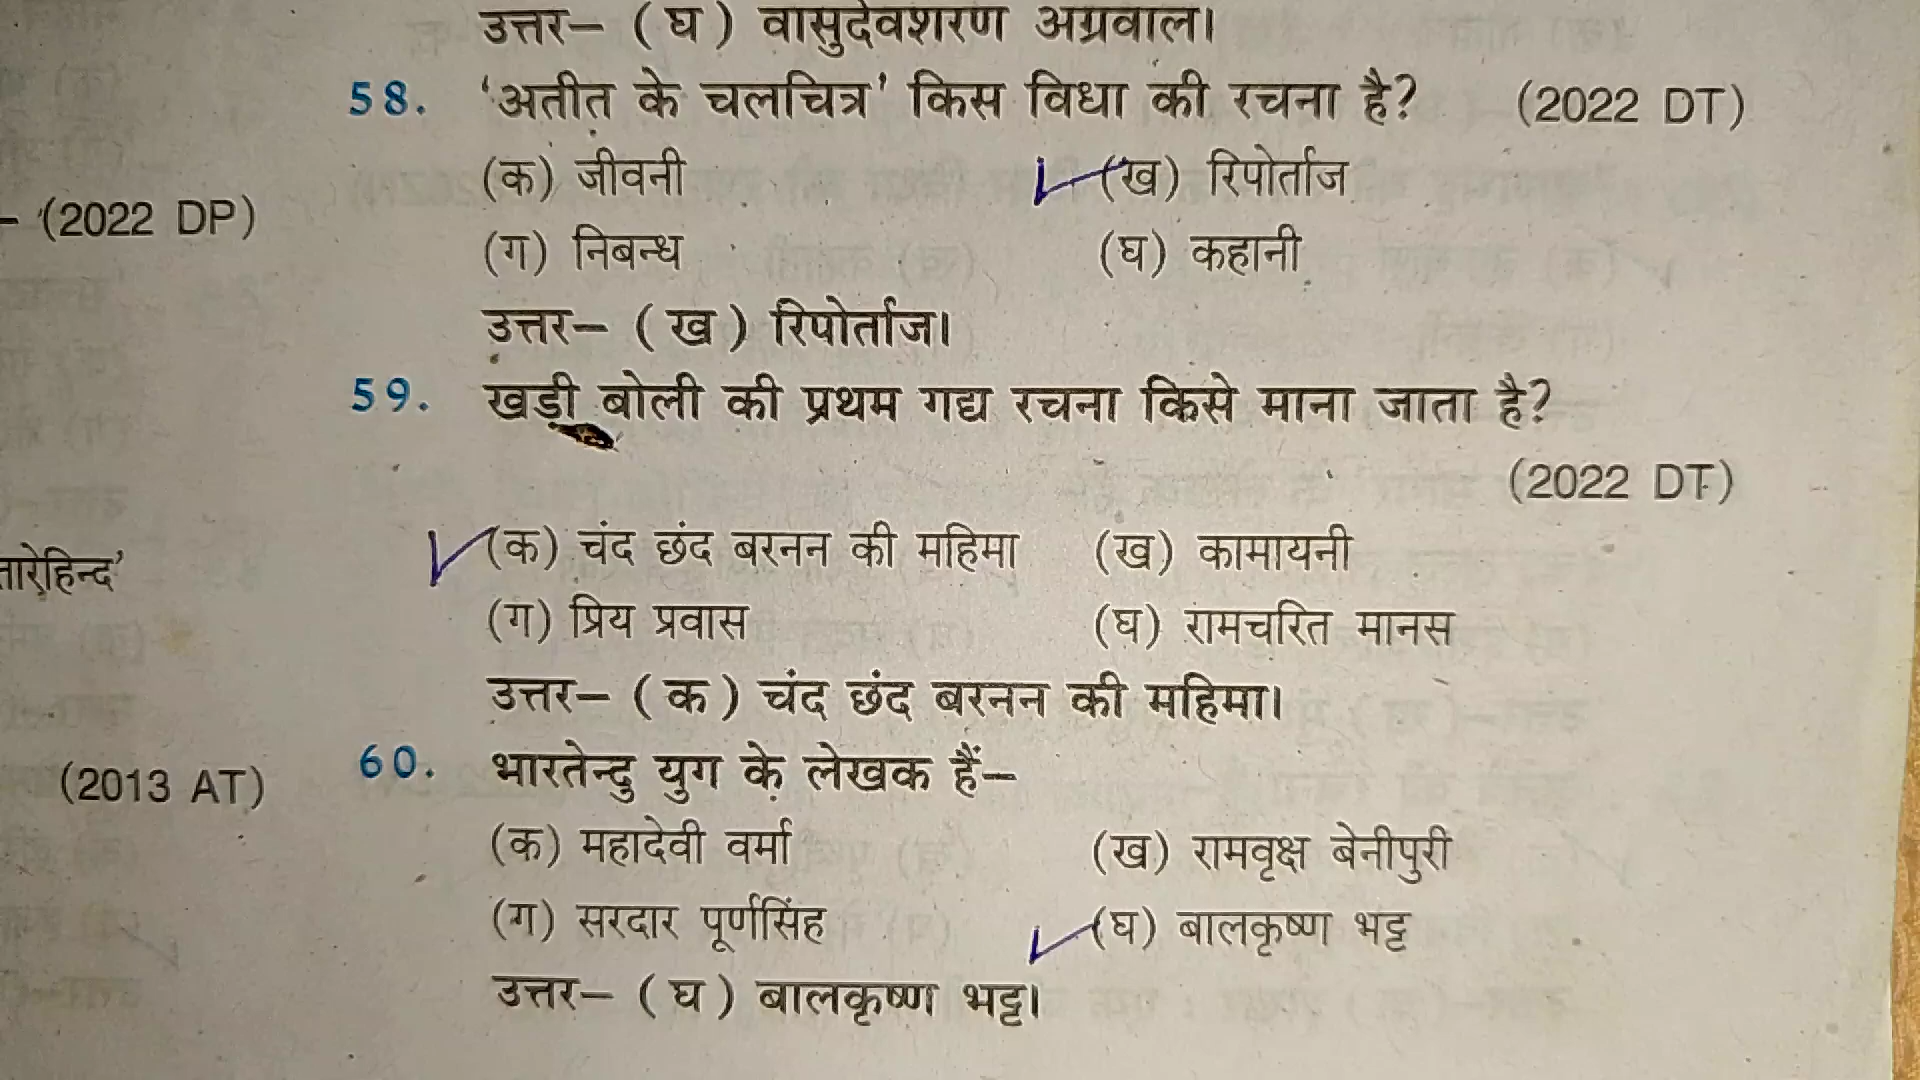 उत्तर– ( घ ) वासुदेवशरण अग्रवाल।
58. 'अतीत के चलचित्र' किस विधा की रचना है? (2022 DT)
(क) जीवनी (ख) रिपोर्ताज
(ग) निबन्ध (घ) कहानी
उत्तर– ( ख ) रिपोर्ताज।
59. खड़ी बोली की प्रथम गद्य रचना किसे माना जाता है?
(2022 DT)
(क) चंद छंद बरनन की महिमा (ख) कामायनी
(ग) प्रिय प्रवास (घ) रामचरित मानस
उत्तर– ( क ) चंद छंद बरनन की महिमा।
60. भारतेन्दु युग के लेखक हैं–
(क) महादेवी वर्मा (ख) रामवृक्ष बेनीपुरी
(ग) सरदार पूर्णसिंह (घ) बालकृष्ण भट्ट
उत्तर– ( घ ) बालकृष्ण भट्ट।
– (2022 DP)
तारेहिन्द'
(2013 AT)